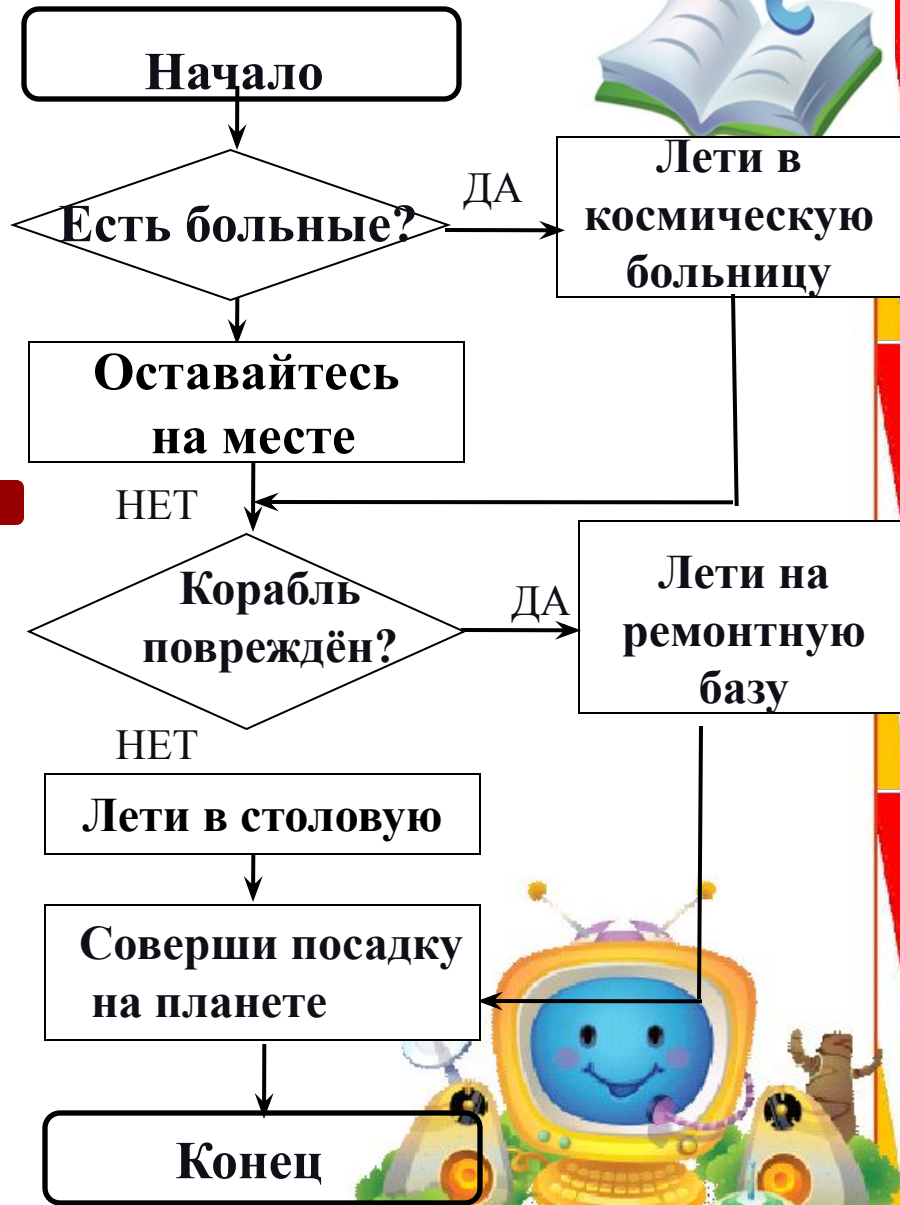 Начало
Есть больные?
ДА
Лети в
космическую
больницу
Оставайтесь
на месте
НЕТ
Корабль
повреждён?
ДА
Лети на
ремонтную
базу
НЕТ
Лети в столовую
Соверши посадку
на планете
Конец